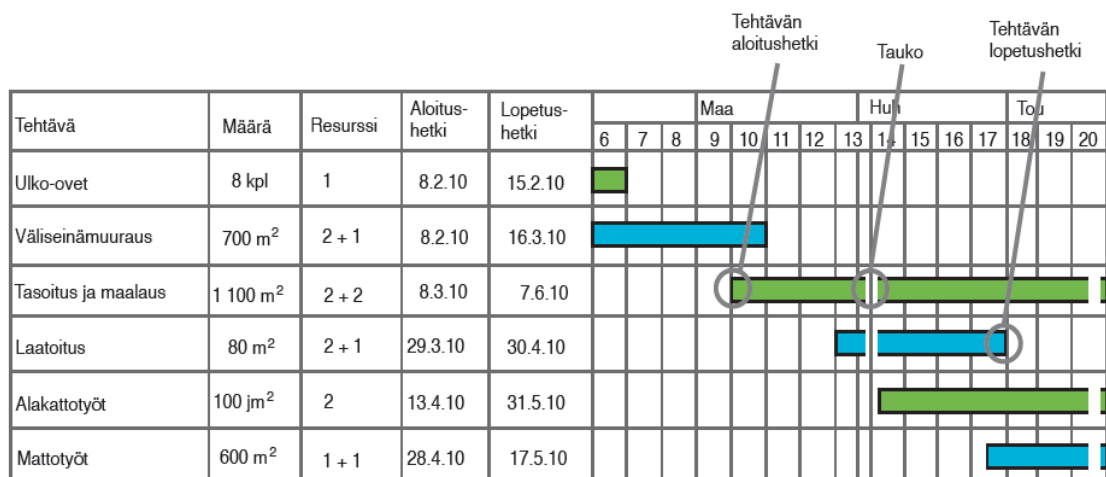 Tehtävän
aloitushetki
Tauko
Tehtävän
lopetushetki
Tehtävä Määrä Resurssi Aloitus-
hetki Lopetus-
hetki Maa Huh Tou
6 7 8 9 10 11 12 13 14 15 16 17 18 19 20
Ulko-ovet 8 kpl 1 8.2.10 15.2.10
Väliseinämuuraus 700 m² 2 + 1 8.2.10 16.3.10
Tasoitus ja maalaus 1 100 m² 2 + 2 8.3.10 7.6.10
Laatoitus 80 m² 2 + 1 29.3.10 30.4.10
Alakattotyöt 100 jm² 2 13.4.10 31.5.10
Mattotyöt 600 m² 1 + 1 28.4.10 17.5.10